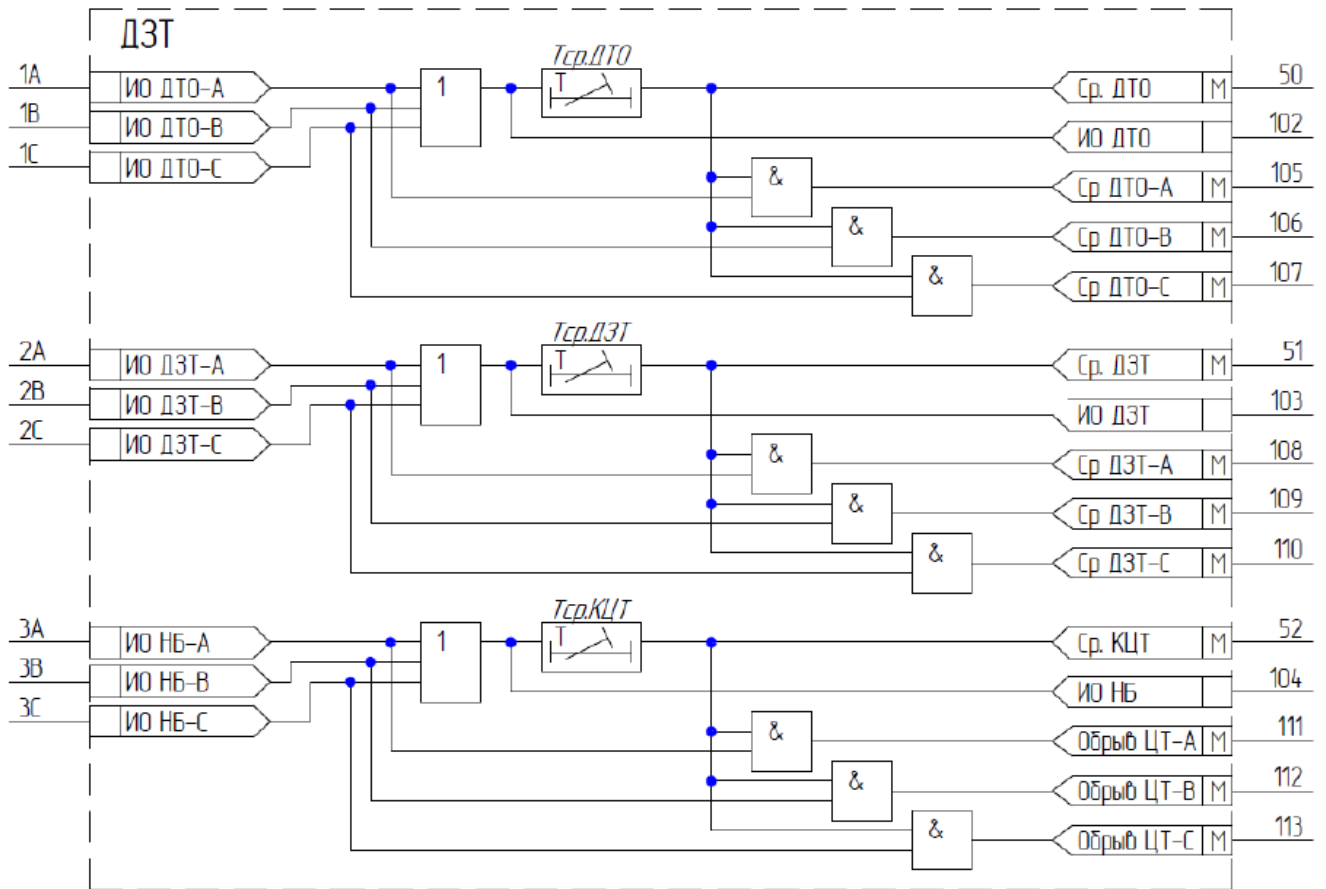 ДЗТ
Тср.ДТО
1А ИО ДТО-А 1 Т Ср. ДТО М 50
1В ИО ДТО-В ИО ДТО 102
1С ИО ДТО-С & Ср ДТО-А М 105
& Ср ДТО-В М 106
& Ср ДТО-С М 107
Тср.ДЗТ
2А ИО ДЗТ-А 1 Т Ср. ДЗТ М 51
2В ИО ДЗТ-В ИО ДЗТ 103
2С ИО ДЗТ-С & Ср ДЗТ-А М 108
& Ср ДЗТ-В М 109
& Ср ДЗТ-С М 110
Тср.КЦТ
3А ИО НБ-А 1 Т Ср. КЦТ М 52
3В ИО НБ-В ИО НБ 104
3С ИО НБ-С & Обрыв ЦТ-А М 111
& Обрыв ЦТ-В М 112
& Обрыв ЦТ-С М 113